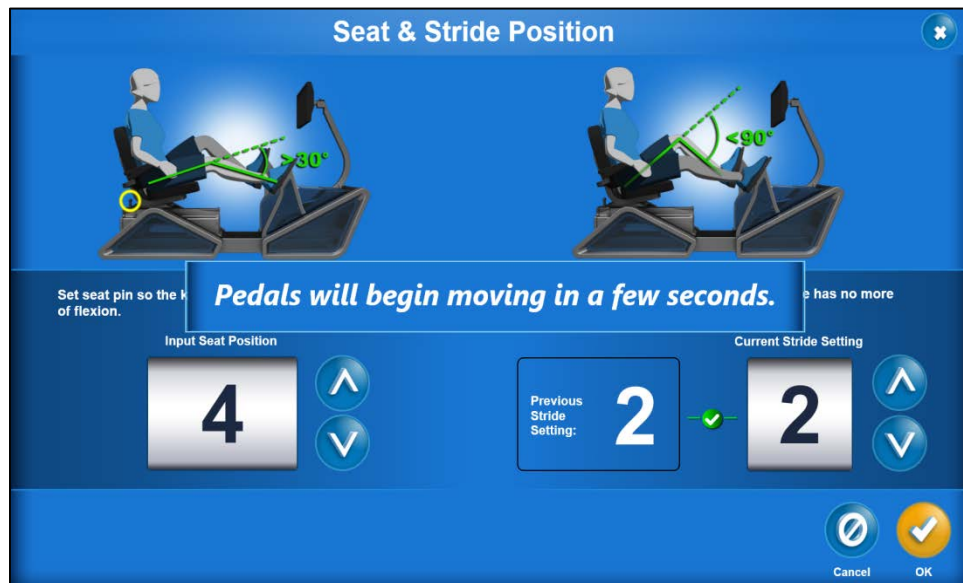 Seat & Stride Position
>30°
<90°
Set seat pin so the k
of flexion.
Pedals will begin moving in a few seconds.
e has no more
Input Seat Position
Current Stride Setting
4
Previous
Stride
Setting:
2
2
Cancel
OK